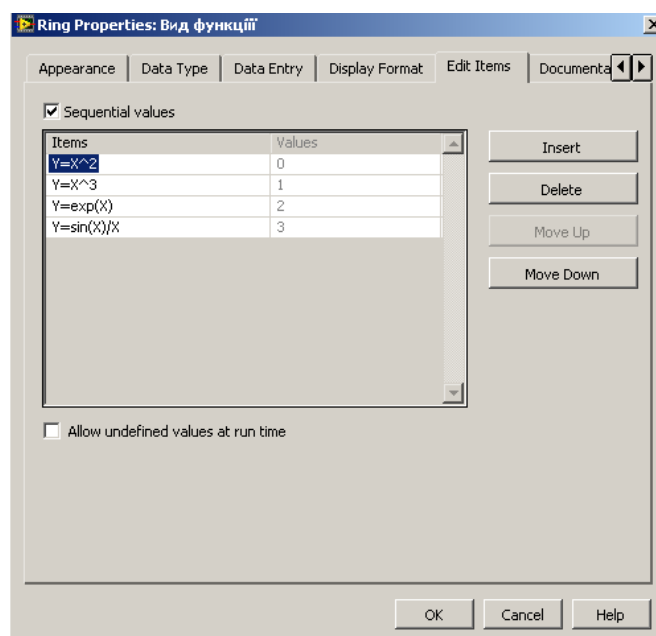 Ring Properties: Вид функціїї
Appearance Data Type Data Entry Display Format Edit Items Documenta
Sequential values
Items Values
Y=X^2 0
Y=X^3 1
Y=exp(X) 2
Y=sin(X)/X 3
Insert
Delete
Move Up
Move Down
Allow undefined values at run time
OK Cancel Help